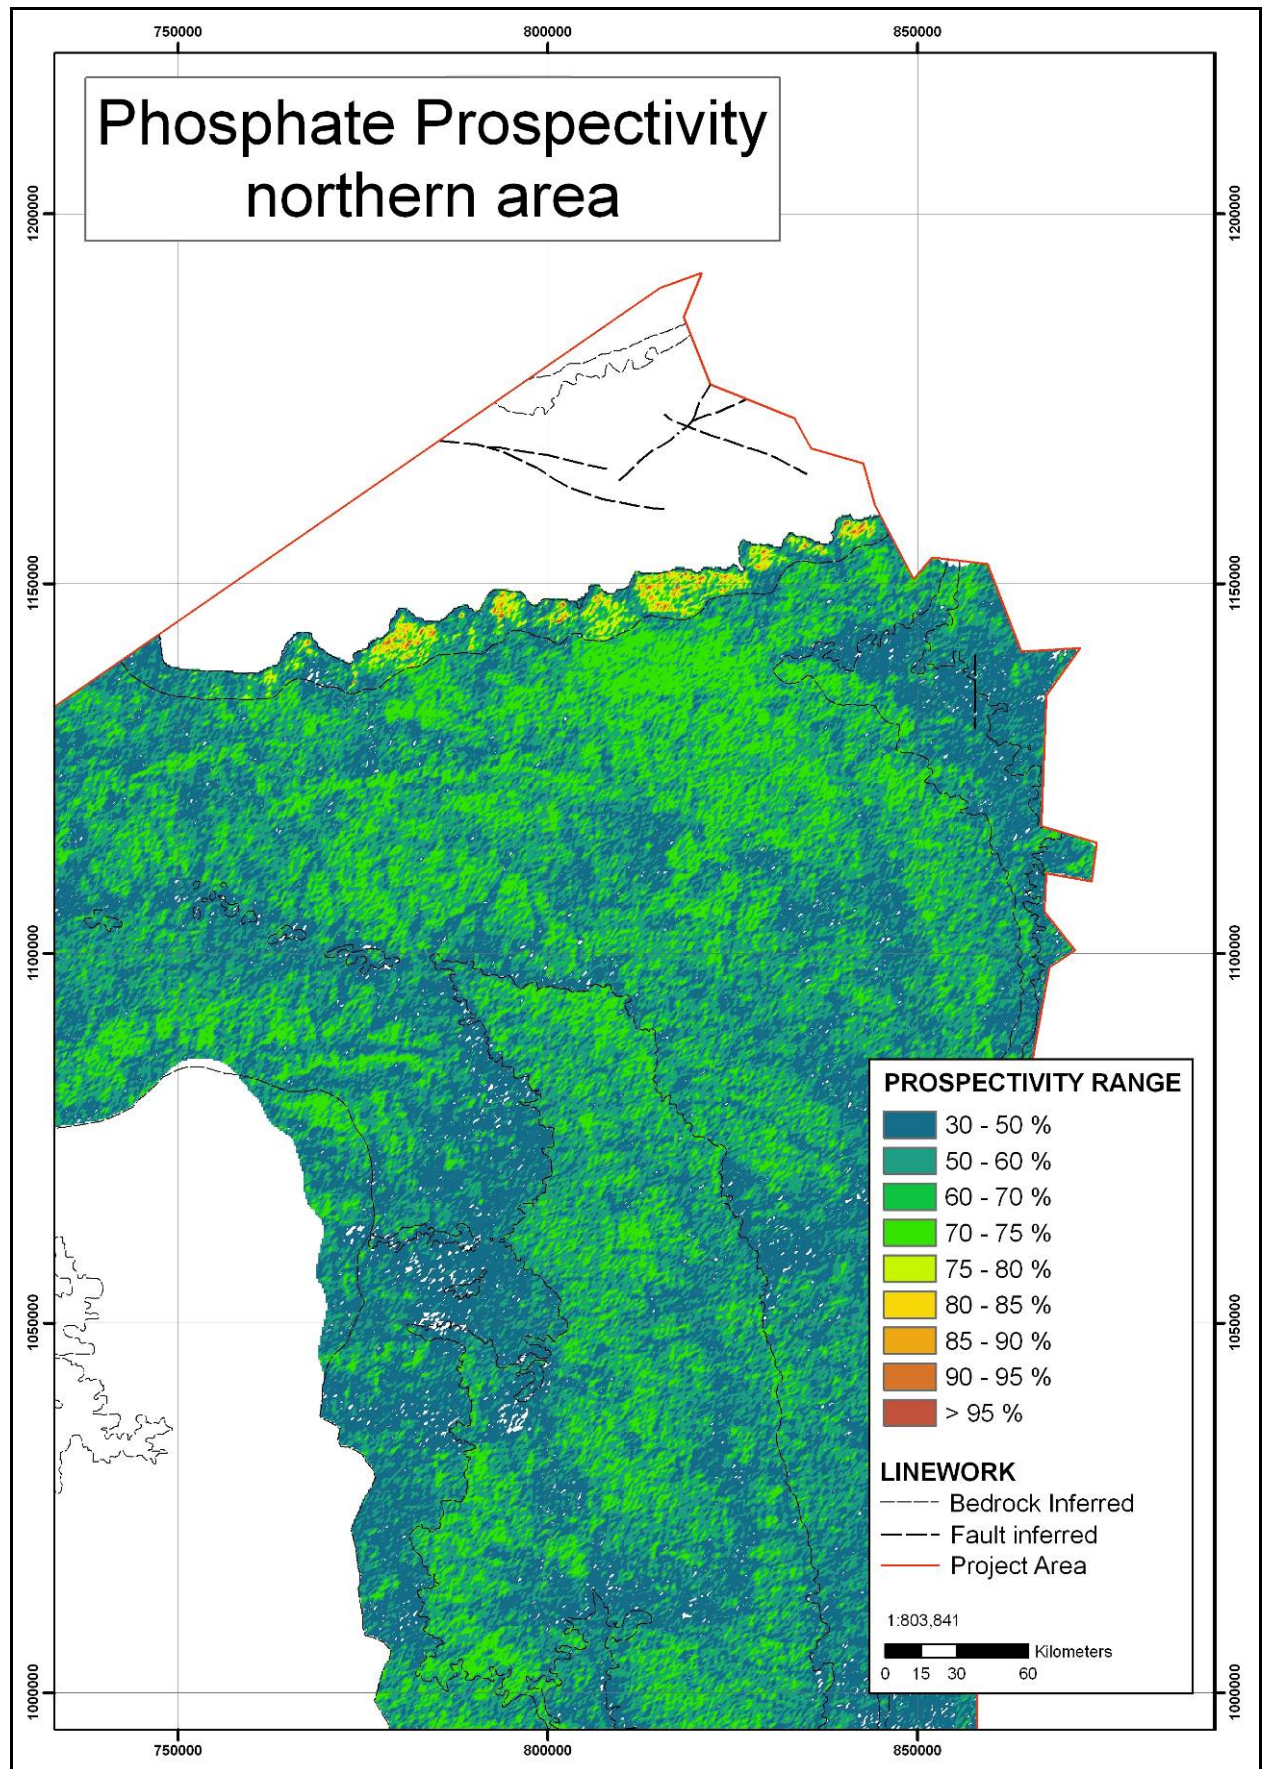 750000
800000
850000
Phosphate Prospectivity
northern area
1200000
1200000
1150000
1150000
1100000
1100000
1050000
1050000
1000000
1000000
PROSPECTIVITY RANGE
30 - 50 %
50 - 60 %
60 - 70 %
70 - 75 %
75 - 80 %
80 - 85 %
85 - 90 %
90 - 95 %
> 95 %
LINEWORK
Bedrock Inferred
Fault inferred
Project Area
1:803,841
Kilometers
0 15 30 60
750000
800000
850000